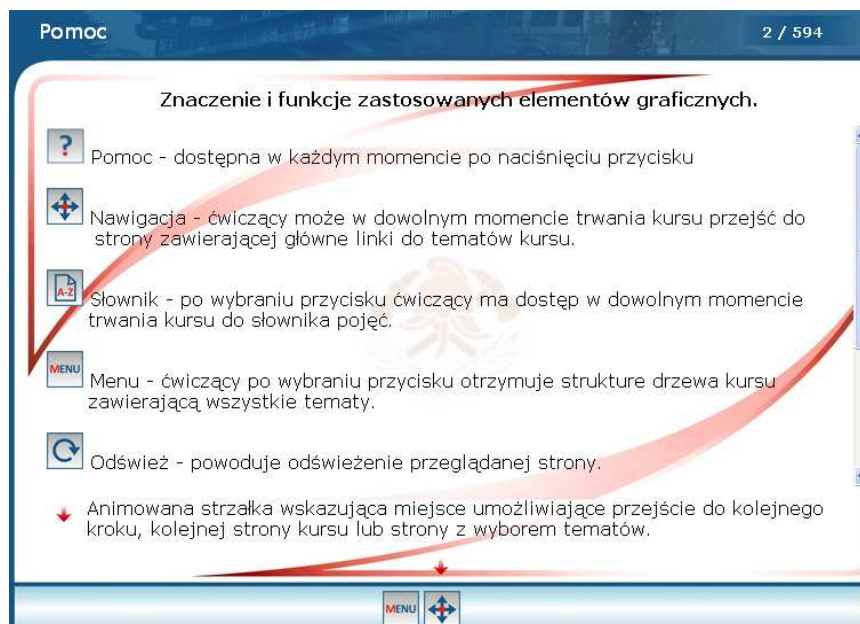 Pomoc
2 / 594
Znaczenie i funkcje zastosowanych elementów graficznych.
? Pomoc - dostępna w każdym momencie po naciśnięciu przycisku
Nawigacja - ćwiczący może w dowolnym momencie trwania kursu przejść do
strony zawierającej główne linki do tematów kursu.
A-Z Słownik - po wybraniu przycisku ćwiczący ma dostęp w dowolnym momencie
trwania kursu do słownika pojęć.
MENU Menu - ćwiczący po wybraniu przycisku otrzymuje strukture drzewa kursu
zawierającą wszystkie tematy.
Odśwież - powoduje odświeżenie przeglądanej strony.
Animowana strzałka wskazująca miejsce umożliwiające przejście do kolejnego
kroku, kolejnej strony kursu lub strony z wyborem tematów.
MENU